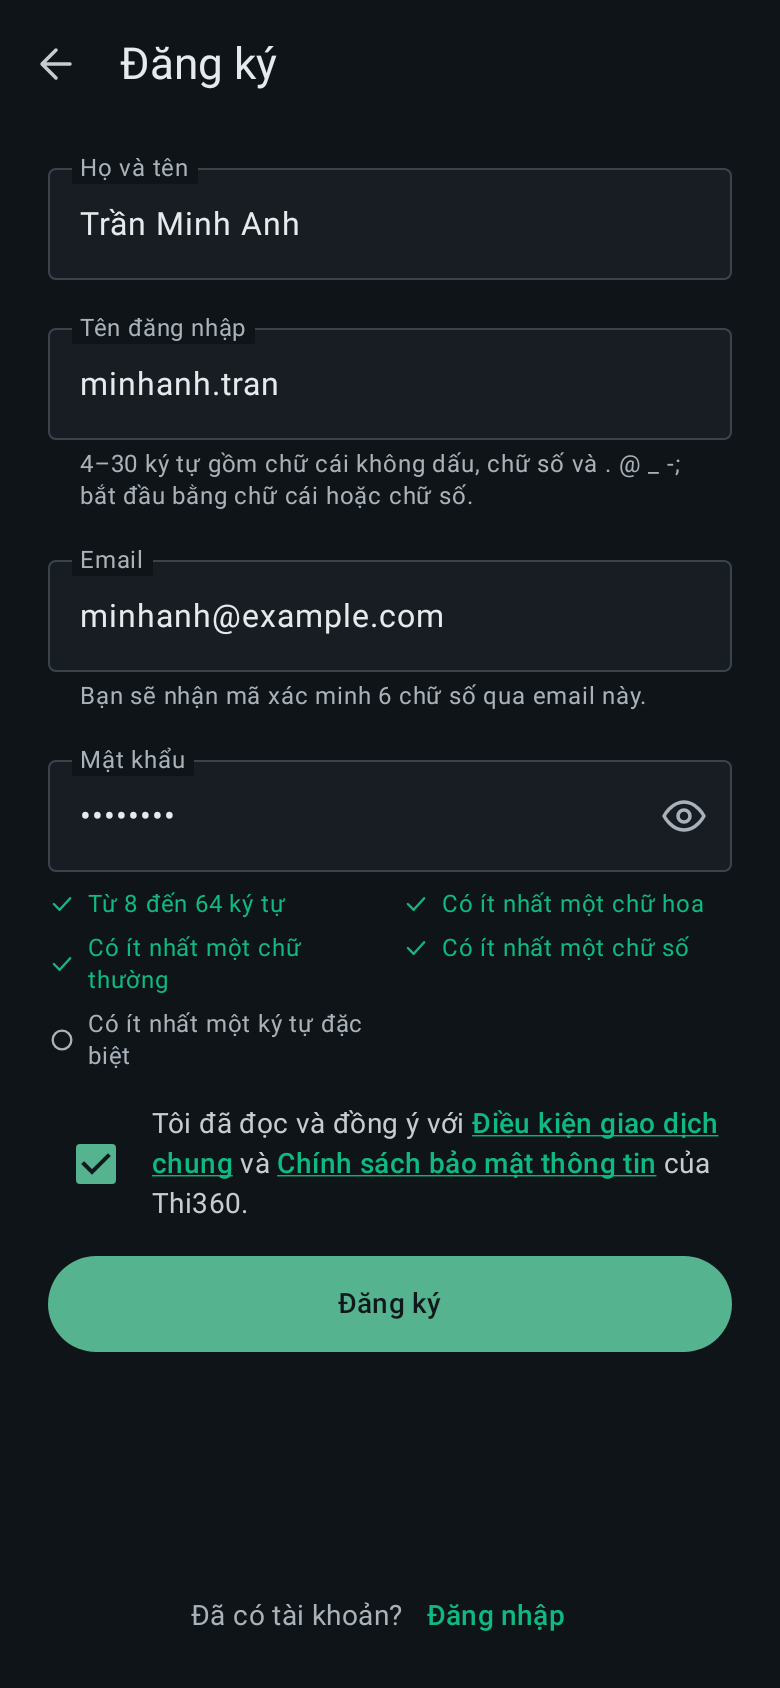 Đăng ký
Họ và tên
Trần Minh Anh
Tên đăng nhập
minhanh.tran
4–30 ký tự gồm chữ cái không dấu, chữ số và . @ _ -;
bắt đầu bằng chữ cái hoặc chữ số.
Email
minhanh@example.com
Bạn sẽ nhận mã xác minh 6 chữ số qua email này.
Mật khẩu
••••••••
Từ 8 đến 64 ký tự
Có ít nhất một chữ hoa
Có ít nhất một chữ
thường
Có ít nhất một chữ số
Có ít nhất một ký tự đặc
biệt
Tôi đã đọc và đồng ý với Điều kiện giao dịch
chung và Chính sách bảo mật thông tin của
Thi360.
Đăng ký
Đã có tài khoản? Đăng nhập